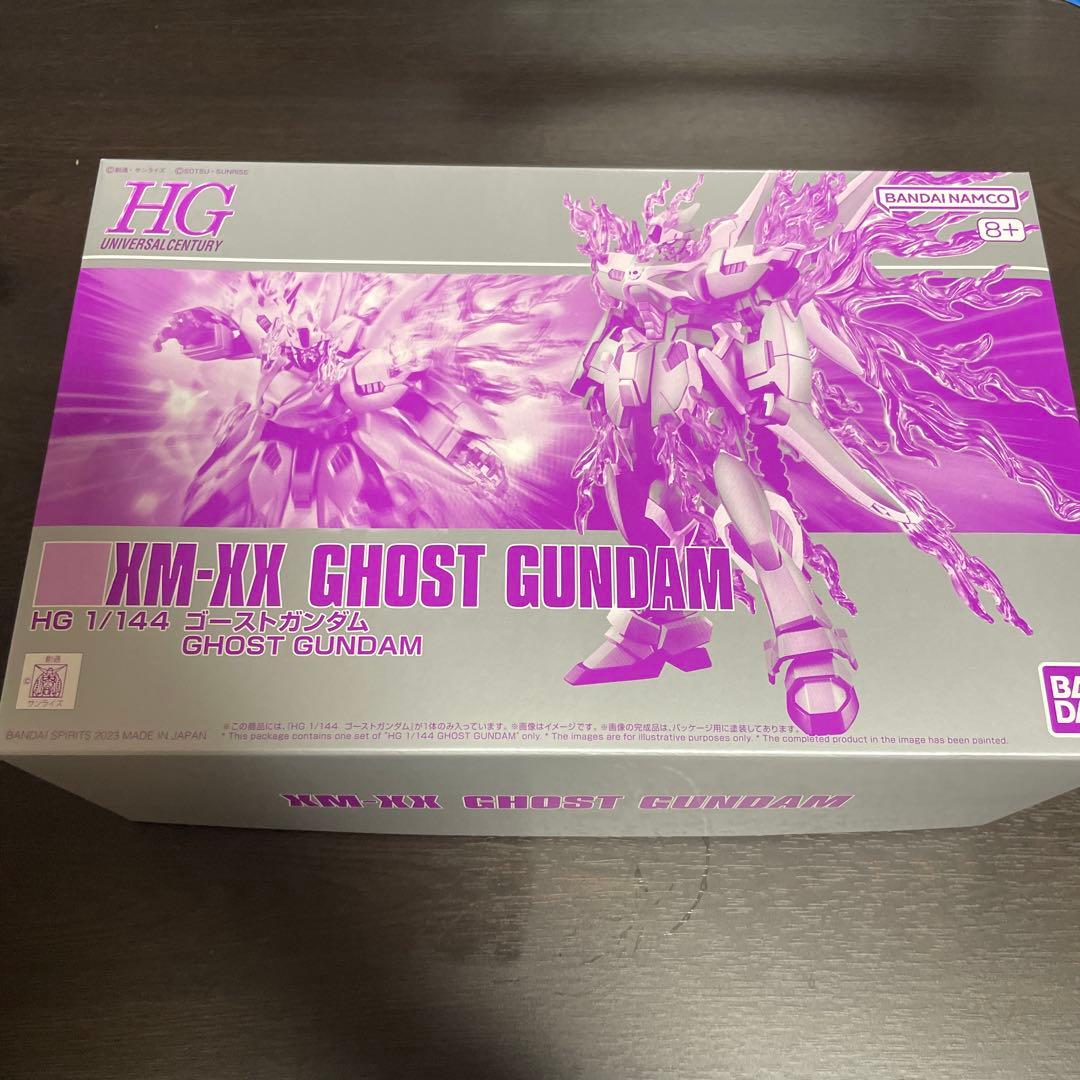 ©創通・サンライズ ©SOTSU・SUNRISE
HG
UNIVERSAL CENTURY
BANDAI NAMCO
8+
XM-XX GHOST GUNDAM
HG 1/144 ゴーストガンダム
GHOST GUNDAM
創通
©
サンライズ
BA
DA
※この商品には、「HG 1/144 ゴーストガンダム」が1体のみ入っています。※画像はイメージです。※画像の完成品は、パッケージ用に塗装してあります。
BANDAI SPIRITS 2023 MADE IN JAPAN
* This package contains one set of "HG 1/144 GHOST GUNDAM" only. * The images are for illustrative purposes only. * The completed product in the image has been painted.
XM-XX GHOST GUNDAM